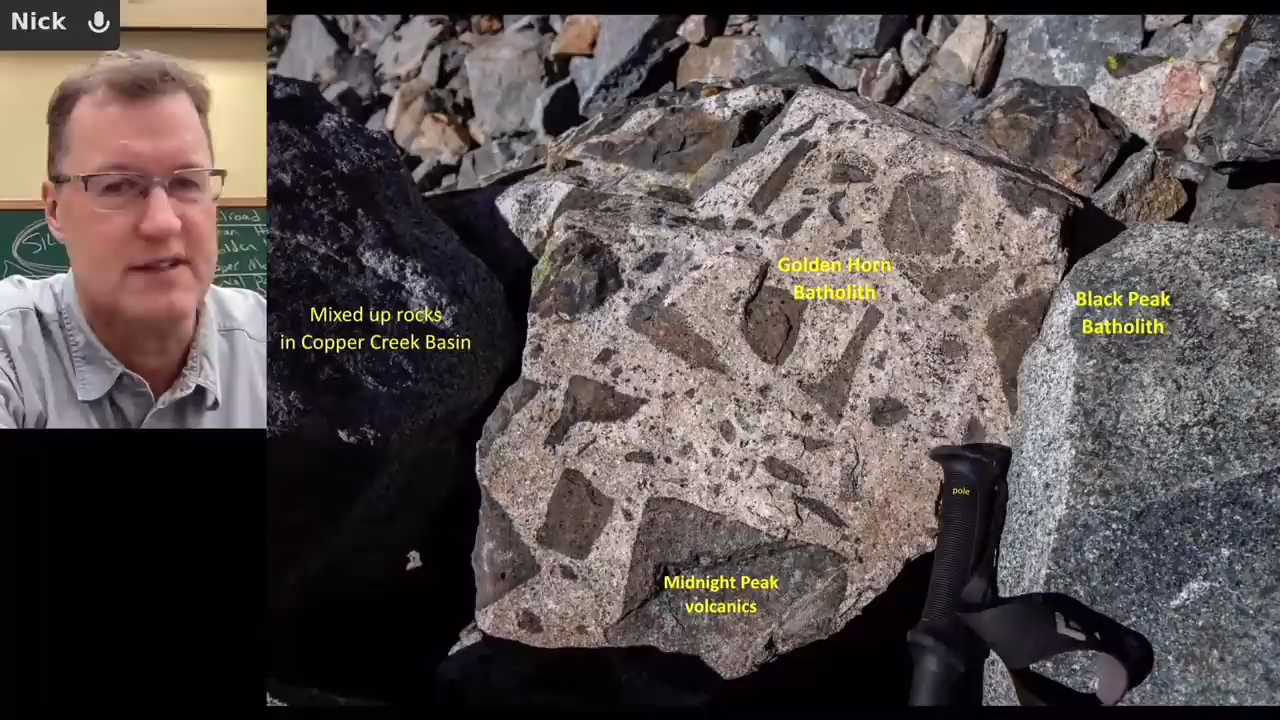 Nick
Mixed up rocks
in Copper Creek Basin
Golden Horn
Batholith
Black Peak
Batholith
pole
Midnight Peak
volcanics